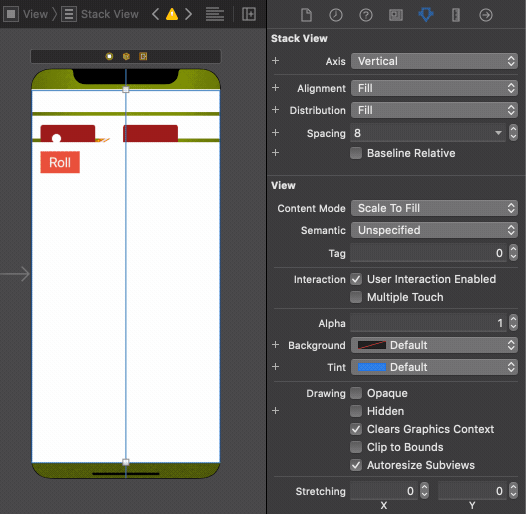 View Stack View
Roll
Stack View
Axis Vertical
Alignment Fill
Distribution Fill
Spacing 8
Baseline Relative
View
Content Mode Scale To Fill
Semantic Unspecified
Tag 0
Interaction User Interaction Enabled
Multiple Touch
Alpha 1
Background Default
Tint Default
Drawing Opaque
Hidden
Clears Graphics Context
Clip to Bounds
Autoresize Subviews
Stretching 0 0
X Y